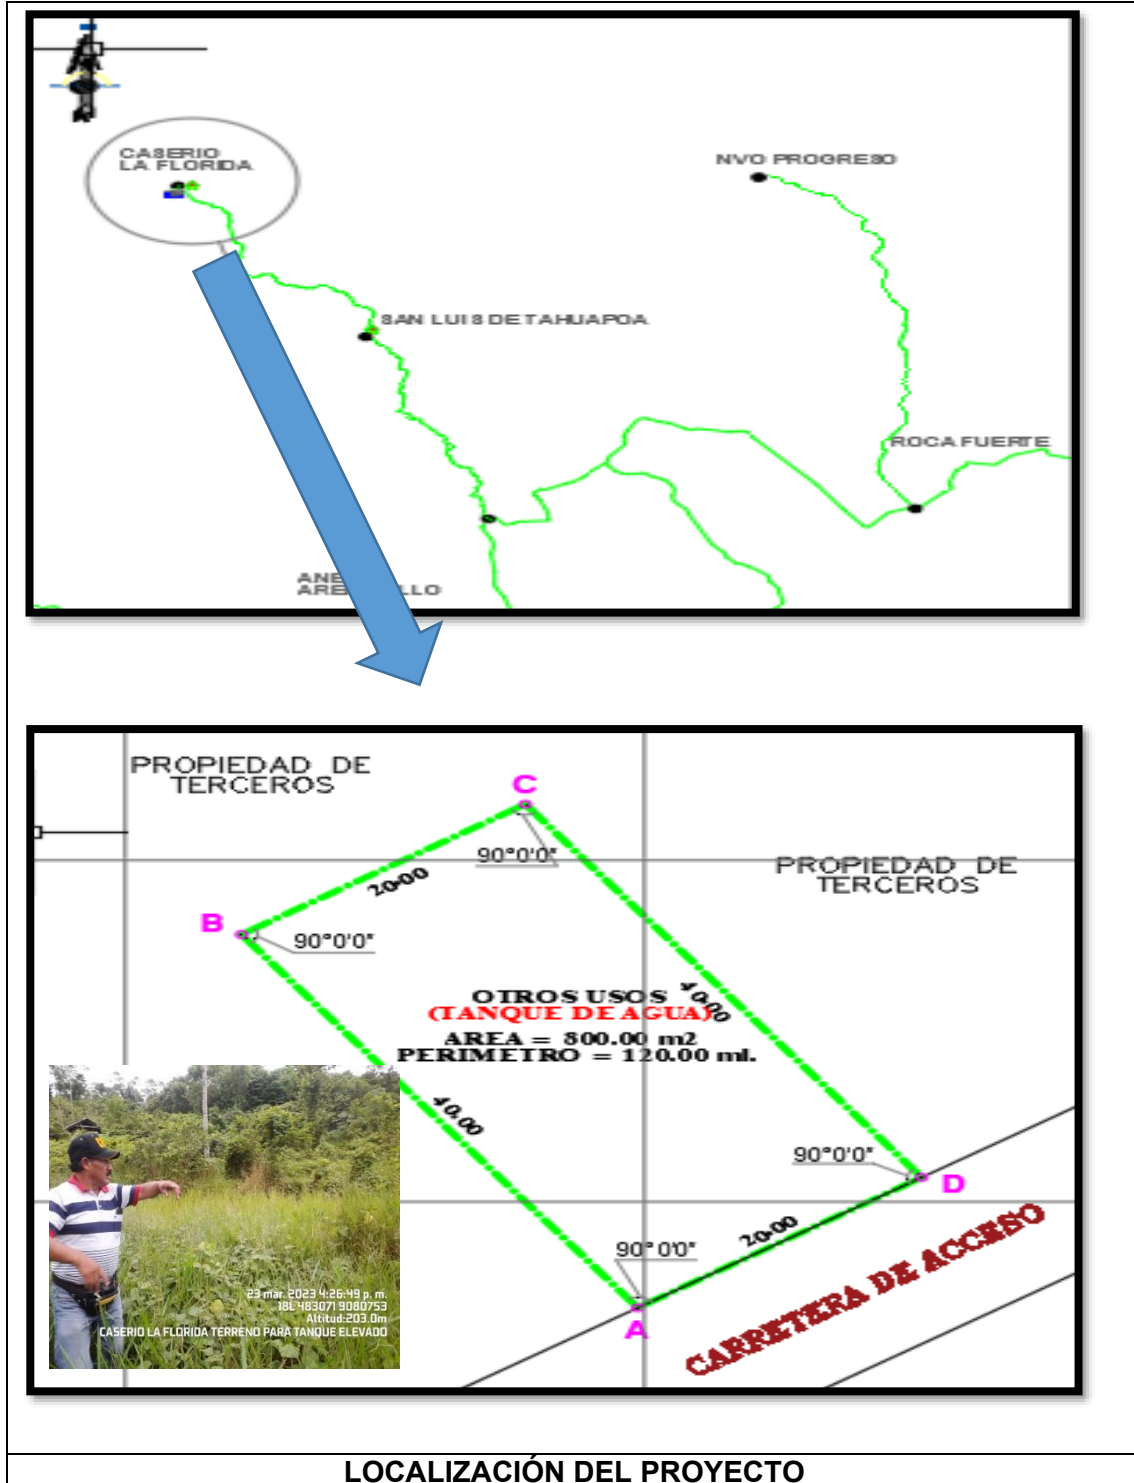 CASERIO
LA FLORIDA
NVO PROGRESO
SAN LUIS DE TAHUAPOA
ROCA FUERTE
PROPIEDAD DE
TERCEROS
C
90°0'0"
20.00
PROPIEDAD DE
TERCEROS
B
90°0'0"
40.00
OTROS USOS
(TANQUE DE AGUA)
AREA = 800.00 m2
PERIMETRO = 120.00 ml.
40.00
90°0'0"
D
20.00
90°0'0"
A
CARRETERA DE ACCESO
23 mar. 2023 4:26:49 p. m.
18L 483071 9080753
Altitud:203.0m
CASERIO LA FLORIDA TERRENO PARA TANQUE ELEVADO
LOCALIZACIÓN DEL PROYECTO